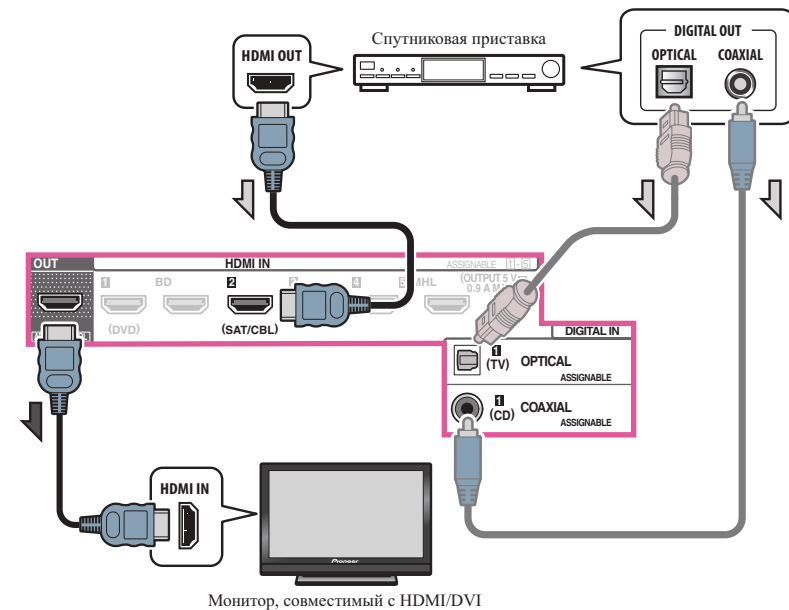 Спутниковая приставка
HDMI OUT
DIGITAL OUT
OPTICAL COAXIAL
OUT HDMI IN ASSIGNABLE 1 - 5
1 BD 2 4 5 MHL (OUTPUT 5 V
0.9 A
(DVD) (SAT/CBL)
DIGITAL IN
1
(TV) OPTICAL
ASSIGNABLE
1
(CD) COAXIAL
ASSIGNABLE
HDMI IN
Pioneer
Монитор, совместимый с HDMI/DVI